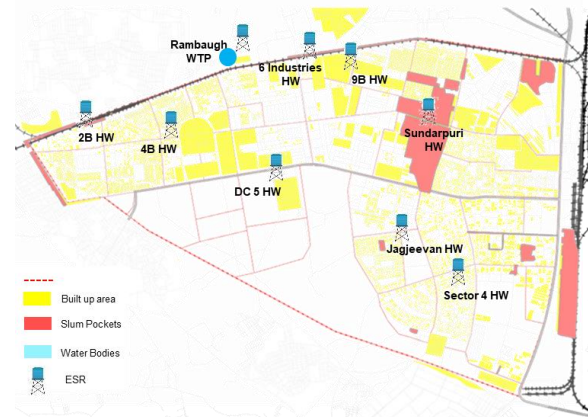 Rambaugh
WTP
6 Industries
HW
9B HW
2B HW
4B HW
Sundarpuri
HW
DC 5 HW
Jagjeevan HW
Sector 4 HW
Built up area
Slum Pockets
Water Bodies
ESR